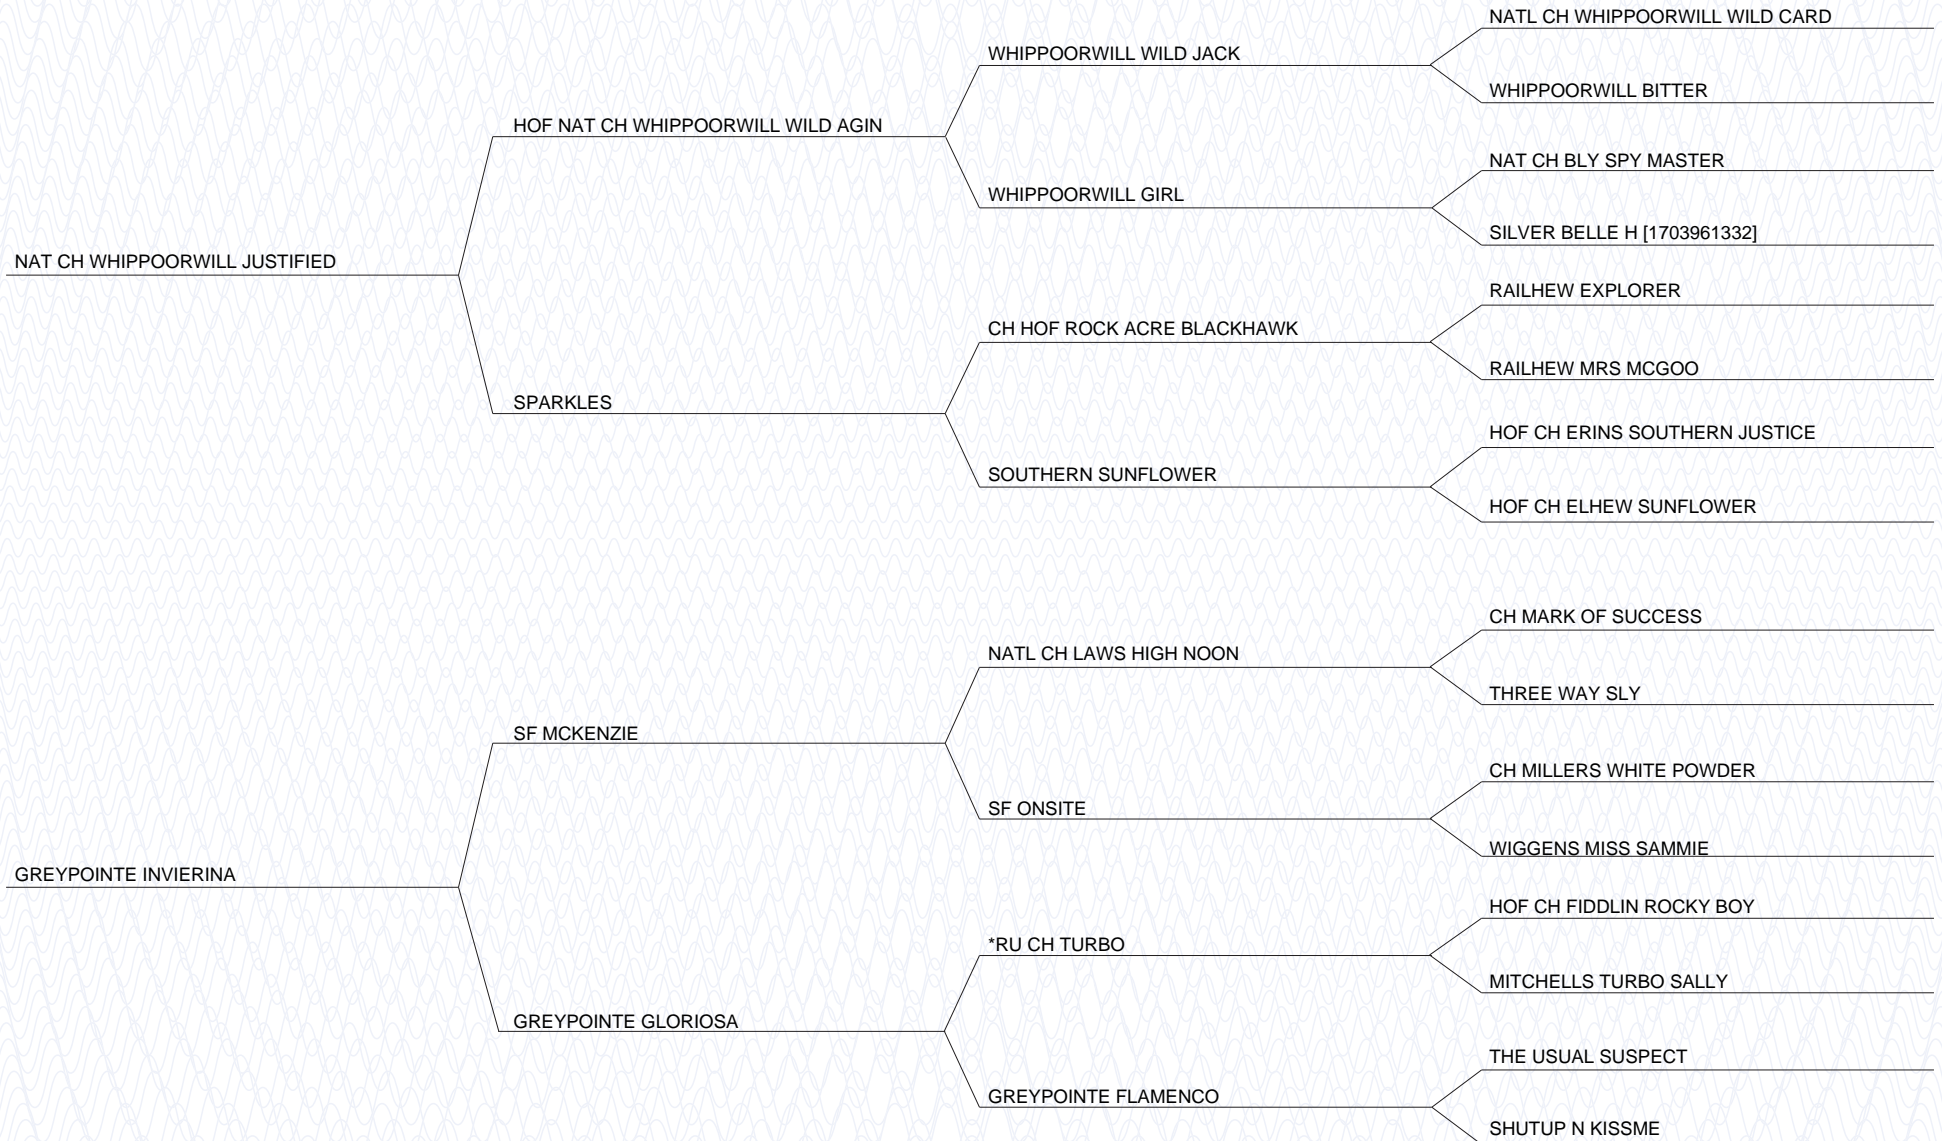 NATL CH WHIPPOORWILL WILD CARD
WHIPPOORWILL WILD JACK
WHIPPOORWILL BITTER
HOF NAT CH WHIPPOORWILL WILD AGIN
NAT CH BLY SPY MASTER
WHIPPOORWILL GIRL
SILVER BELLE H [1703961332]
NAT CH WHIPPOORWILL JUSTIFIED
RAILHEW EXPLORER
CH HOF ROCK ACRE BLACKHAWK
RAILHEW MRS MCGOO
SPARKLES
HOF CH ERINS SOUTHERN JUSTICE
SOUTHERN SUNFLOWER
HOF CH ELHEW SUNFLOWER
CH MARK OF SUCCESS
NATL CH LAWS HIGH NOON
THREE WAY SLY
SF MCKENZIE
CH MILLERS WHITE POWDER
SF ONSITE
WIGGENS MISS SAMMIE
GREYPOINTE INVIERINA
HOF CH FIDDLIN ROCKY BOY
*RU CH TURBO
MITCHELLS TURBO SALLY
GREYPOINTE GLORIOSA
THE USUAL SUSPECT
GREYPOINTE FLAMENCO
SHUTUP N KISSME